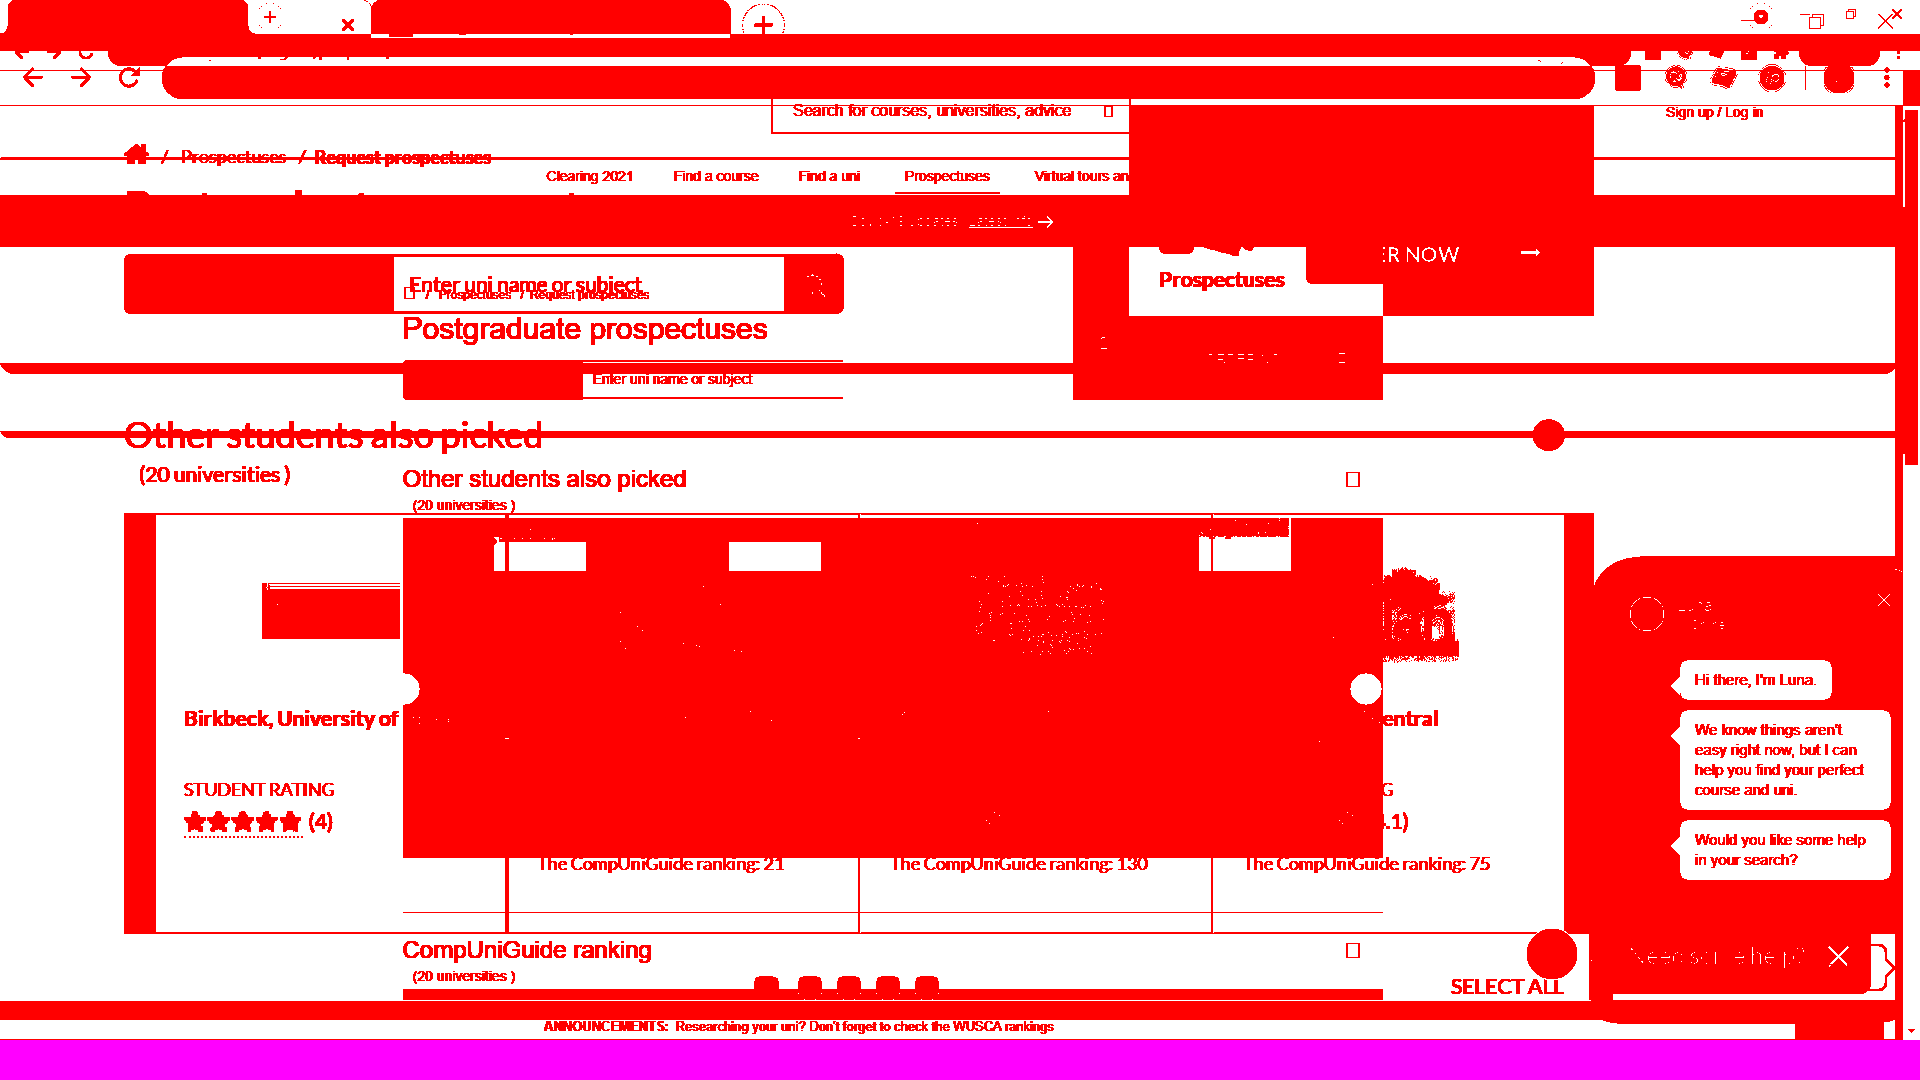 Search for courses, universities, advice
Sign up / Log in
/ Prospectuses / Request prospectuses
Clearing 2021 Find a course Find a uni Prospectuses Virtual tours an
Latest info →
ER NOW →
Enter uni name or subject
Prospectuses
/ Prospectuses / Request prospectuses
Postgraduate prospectuses
Enter uni name or subject
Other students also picked
(20 universities )
Other students also picked
(20 universities )
Birkbeck, University of
entral
STUDENT RATING
G
(4)
.1)
The CompUniGuide ranking: 21
The CompUniGuide ranking: 130
The CompUniGuide ranking: 75
CompUniGuide ranking
(20 universities )
SELECT ALL
Hi there, I'm Luna.
We know things aren't
easy right now, but I can
help you find your perfect
course and uni.
Would you like some help
in your search?
Need some help?
ANNOUNCEMENTS: Researching your uni? Don't forget to check the WUSCA rankings